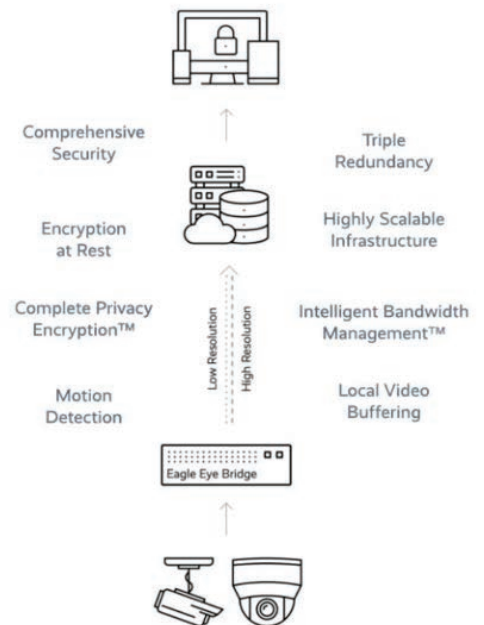 Comprehensive
Security
Triple
Redundancy
Encryption
at Rest
Highly Scalable
Infrastructure
Complete Privacy
Encryption™
Low Resolution
High Resolution
Intelligent Bandwidth
Management™
Motion
Detection
Local Video
Buffering
Eagle Eye Bridge